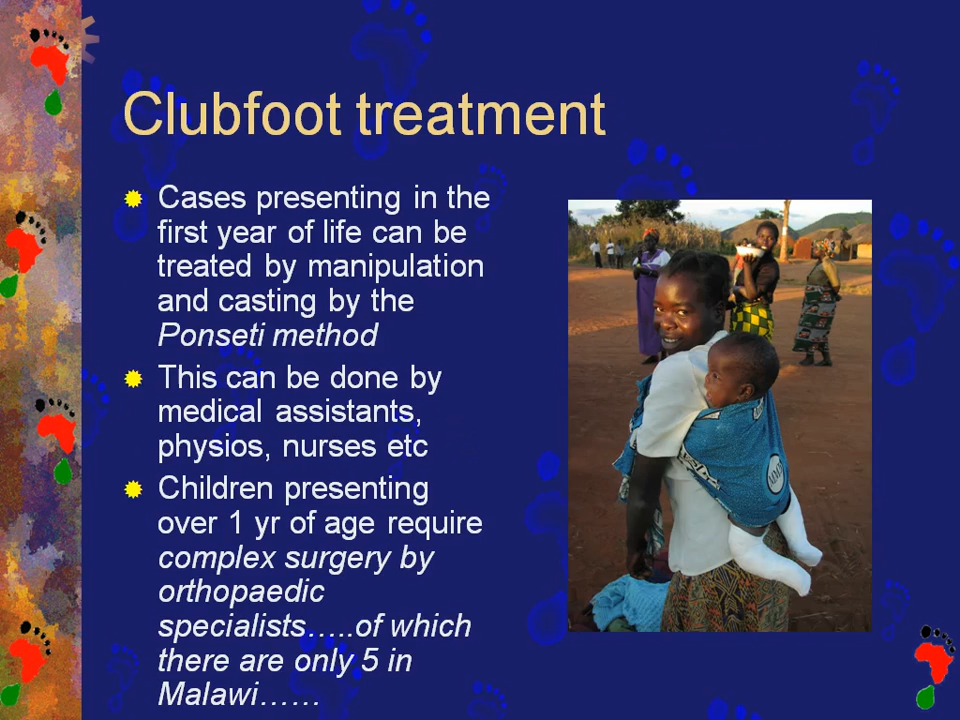 Clubfoot treatment
Cases presenting in the
first year of life can be
treated by manipulation
and casting by the
Ponseti method
This can be done by
medical assistants,
physios, nurses etc
Children presenting
over 1 yr of age require
complex surgery by
orthopaedic
specialists…..of which
there are only 5 in
Malawi……